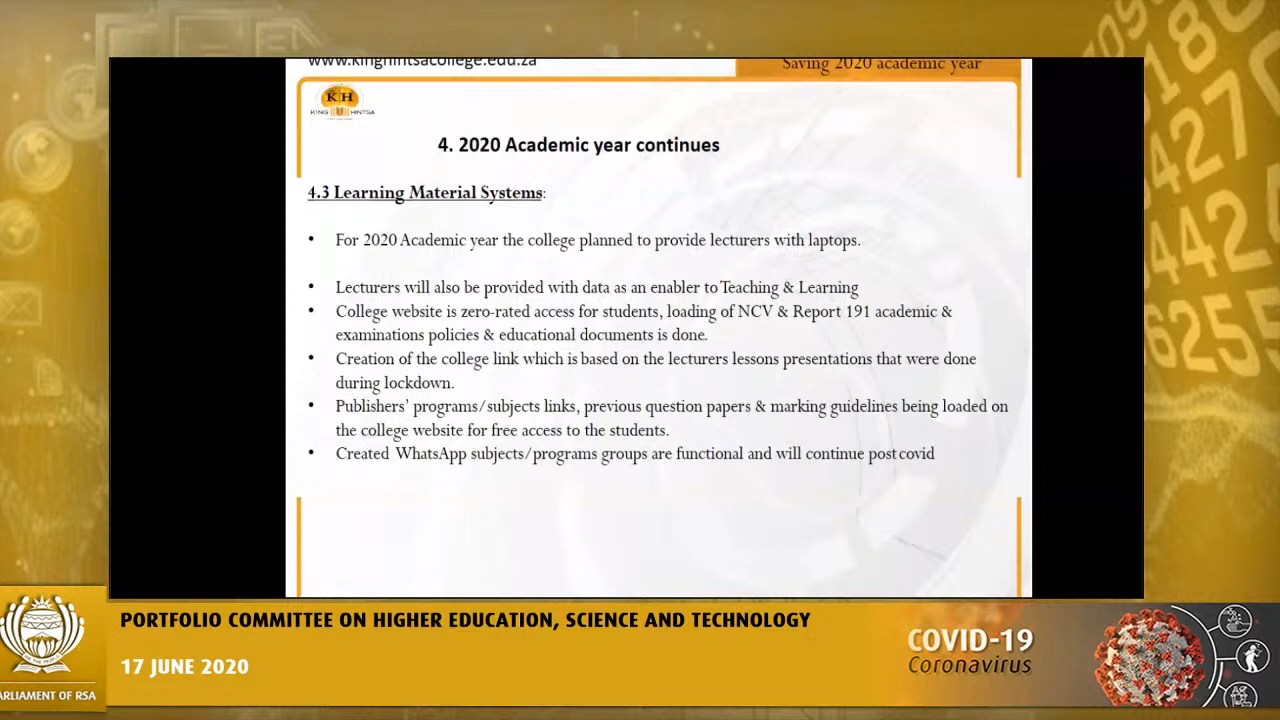 www.kinghintsacollege.edu.za
Saving 2020 academic year
KH
KING HINTSA
4. 2020 Academic year continues
4.3 Learning Material Systems:
• For 2020 Academic year the college planned to provide lecturers with laptops.
• Lecturers will also be provided with data as an enabler to Teaching & Learning
• College website is zero-rated access for students, loading of NCV & Report 191 academic &
examinations policies & educational documents is done.
• Creation of the college link which is based on the lecturers lessons presentations that were done
during lockdown.
• Publishers’ programs/subjects links, previous question papers & marking guidelines being loaded on
the college website for free access to the students.
• Created WhatsApp subjects/programs groups are functional and will continue post covid
PORTFOLIO COMMITTEE ON HIGHER EDUCATION, SCIENCE AND TECHNOLOGY
17 JUNE 2020
COVID-19
Coronavirus
ARLIAMENT OF RSA